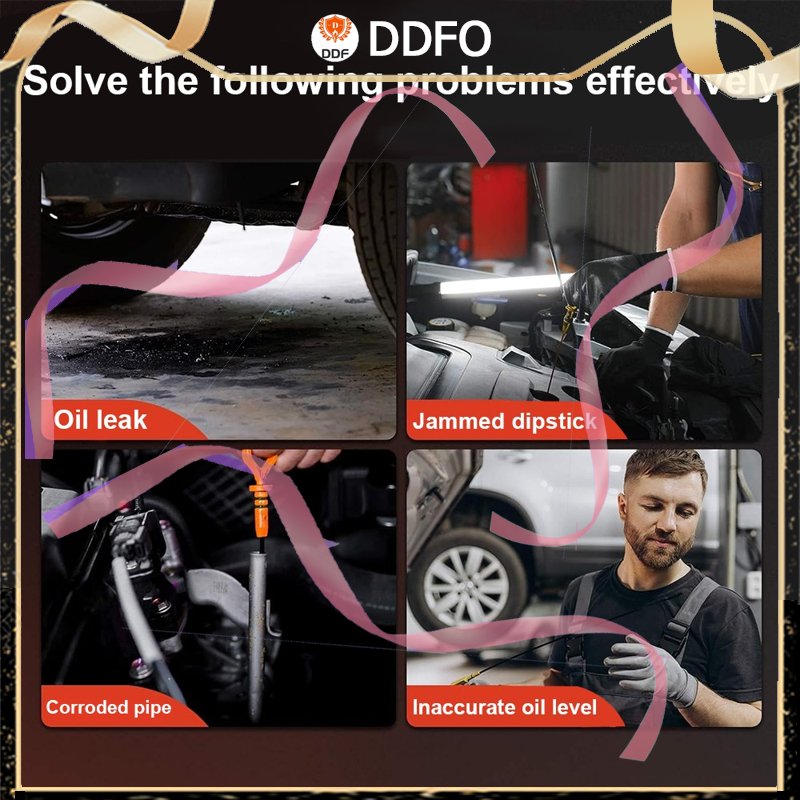 DDF
DDFO
Solve the following problems effectively
Oil leak
Jammed dipstick
Corroded pipe
Inaccurate oil level